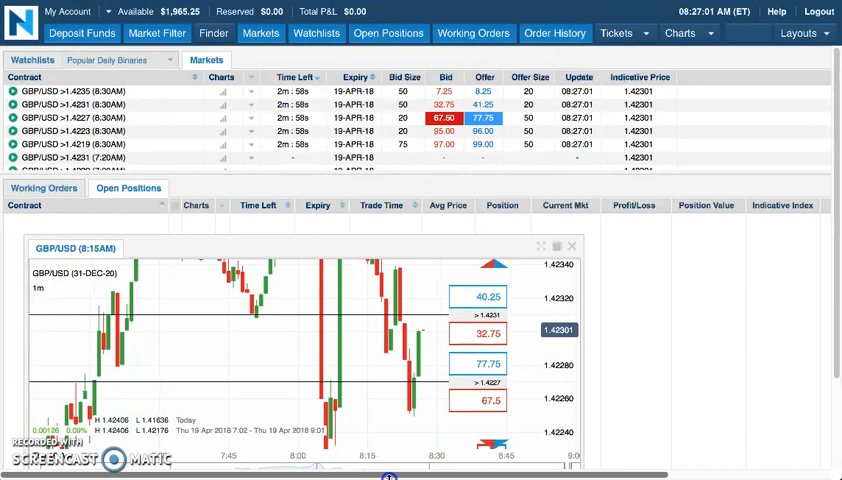 N My Account Available $1,965.25 Reserved $0.00 Total P&L $0.00 08:27:01 AM (ET) Help Logout
Deposit Funds Market Filter Finder Markets Watchlists Open Positions Working Orders Order History Tickets Charts Layouts
Watchlists Popular Daily Binaries Markets
Contract Charts Time Left Expiry Bid Size Bid Offer Offer Size Update Indicative Price
GBP/USD >1.4235 (8:30AM) 2m : 58s 19-APR-18 50 7.25 8.25 20 08:27:01 1.42301
GBP/USD >1.4231 (8:30AM) 2m : 58s 19-APR-18 50 32.75 41.25 20 08:27:01 1.42301
GBP/USD >1.4227 (8:30AM) 2m : 58s 19-APR-18 20 67.50 77.75 50 08:27:01 1.42301
GBP/USD >1.4223 (8:30AM) 2m : 58s 19-APR-18 20 95.00 96.00 50 08:27:01 1.42301
GBP/USD >1.4219 (8:30AM) 2m : 58s 19-APR-18 75 97.00 99.00 50 08:27:01 1.42301
GBP/USD >1.4231 (7:20AM) - 19-APR-18 - - - 1.42301
Working Orders Open Positions
Contract Charts Time Left Expiry Trade Time Avg Price Position Current Mkt Profit/Loss Position Value Indicative Index
GBP/USD (8:15AM)
GBP/USD (31-DEC-20)
1m
1.42340
40.25 1.42320
> 1.4231
32.75 1.42301
77.75 1.42280
> 1.4227
67.5 1.42260
H 1.42406 L 1.41636 Today
0.00126 0.09% H 1.42406 L 1.42176 Thu 19 Apr 2018 7:02 - Thu 19 Apr 2018 9:01
1.42240
RECORDED WITH
SCREENCAST MATIC
7:45 8:00 8:15 8:30 8:45 9:0